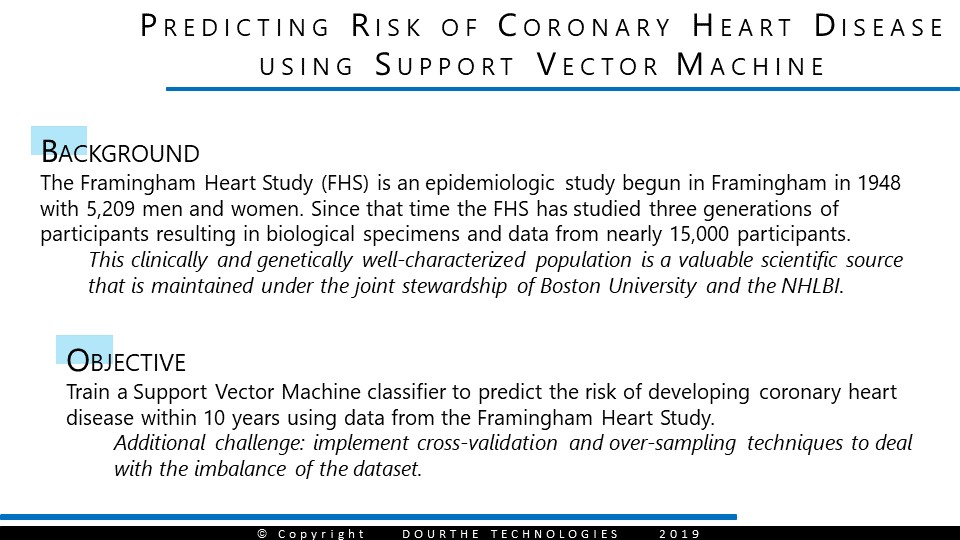 PREDICTING RISK OF CORONARY HEART DISEASE
USING SUPPORT VECTOR MACHINE
BACKGROUND
The Framingham Heart Study (FHS) is an epidemiologic study begun in Framingham in 1948
with 5,209 men and women. Since that time the FHS has studied three generations of
participants resulting in biological specimens and data from nearly 15,000 participants.
This clinically and genetically well-characterized population is a valuable scientific source
that is maintained under the joint stewardship of Boston University and the NHLBI.
OBJECTIVE
Train a Support Vector Machine classifier to predict the risk of developing coronary heart
disease within 10 years using data from the Framingham Heart Study.
Additional challenge: implement cross-validation and over-sampling techniques to deal
with the imbalance of the dataset.
© Copyright DOURTHE TECHNOLOGIES 2019